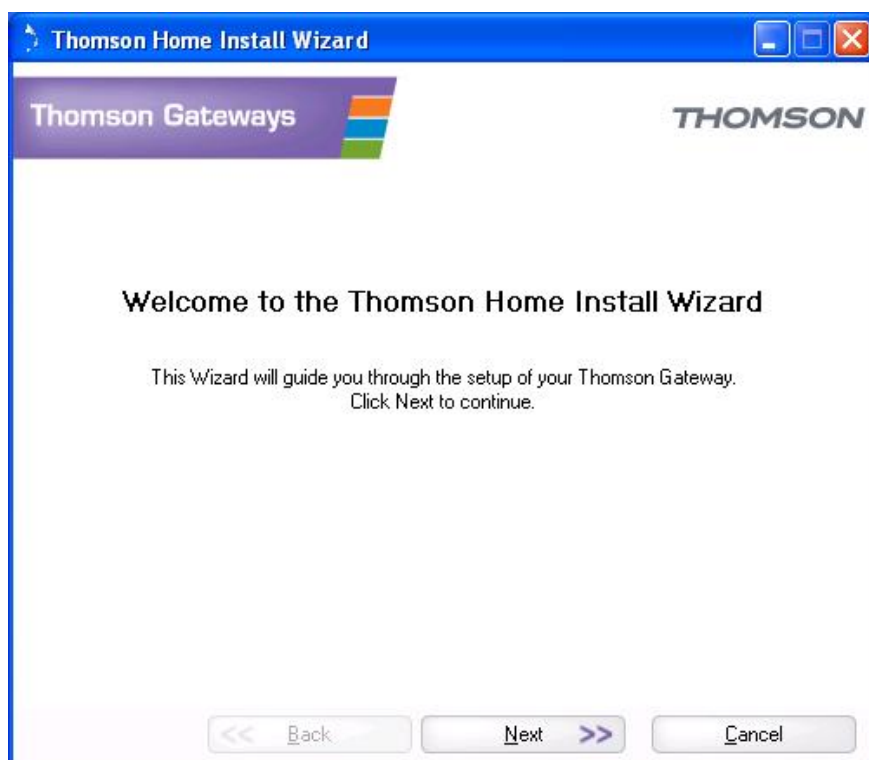 Thomson Home Install Wizard
Thomson Gateways
THOMSON
Welcome to the Thomson Home Install Wizard
This Wizard will guide you through the setup of your Thomson Gateway.
Click Next to continue.
<< Back
Next >>
Cancel